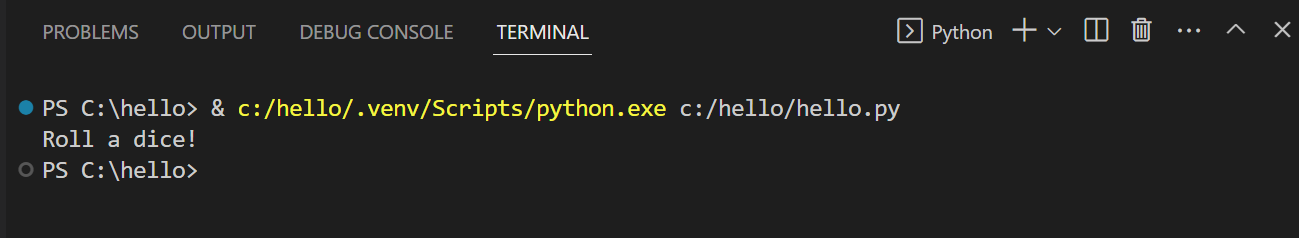 PROBLEMS OUTPUT DEBUG CONSOLE TERMINAL Python
PS C:\hello> & c:/hello/.venv/Scripts/python.exe c:/hello/hello.py
Roll a dice!
PS C:\hello>